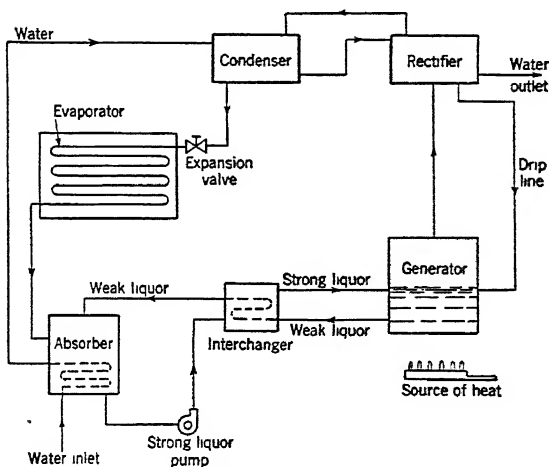 Water
Condenser
Rectifier
Water
outlet
Evaporator
Expansion
valve
Drip
line
Strong liquor
Generator
Weak liquor
Weak liquor
Interchanger
Absorber
Source of heat
Strong liquor
pump
Water inlet